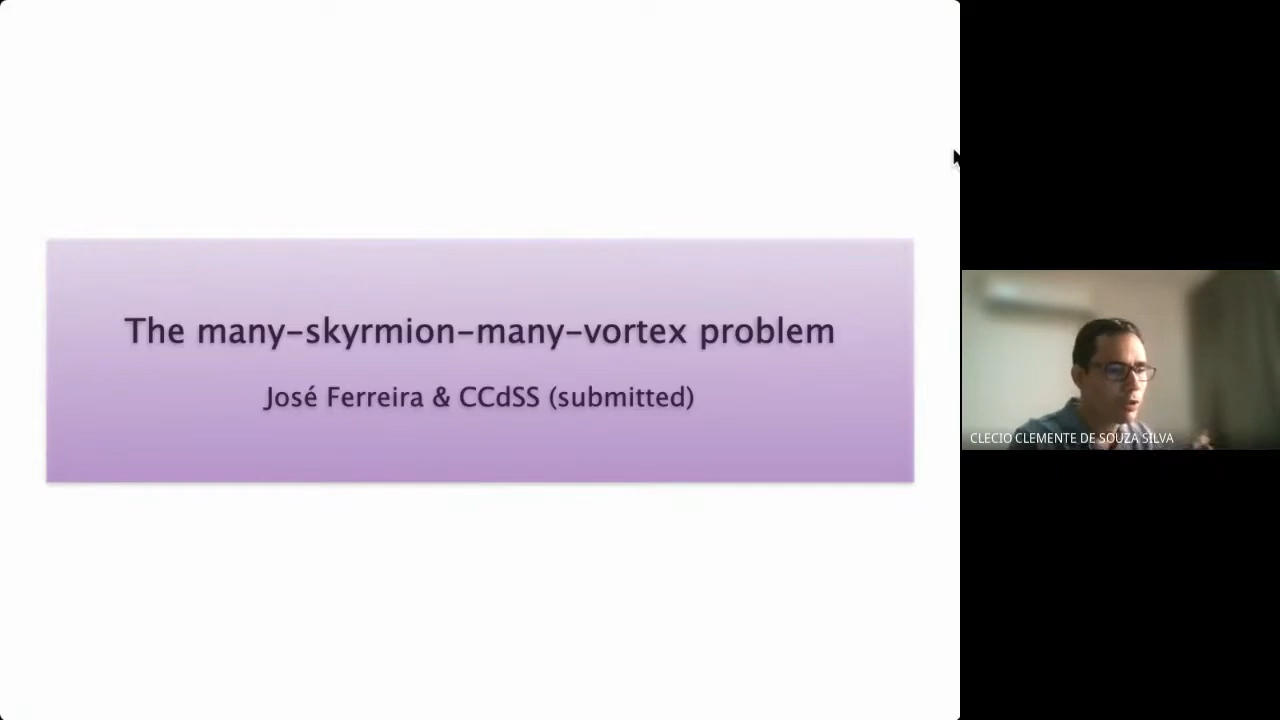 The many-skyrmion-many-vortex problem
José Ferreira & CCdSS (submitted)
CLECIO CLEMENTE DE SOUZA SILVA